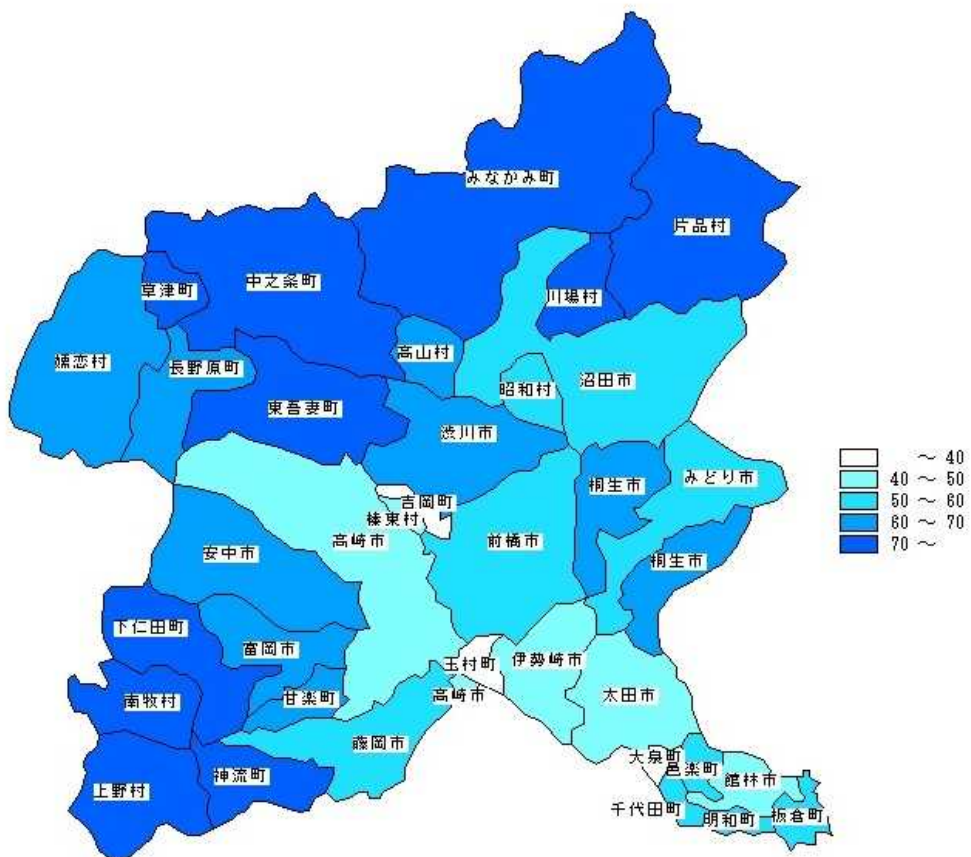 みなかみ町
片品村
草津町
中之条町
川場村
嬬恋村
長野原町
高山村
昭和村
沼田市
東吾妻町
渋川市
桐生市
みどり市
吉岡町
榛東村
高崎市
前橋市
安中市
桐生市
下仁田町
富岡市
玉村町
伊勢崎市
南牧村
甘楽町
高崎市
太田市
藤岡市
大泉町
邑楽町
館林市
上野村
神流町
千代田町
明和町
板倉町
～ 40
40 ～ 50
50 ～ 60
60 ～ 70
70 ～